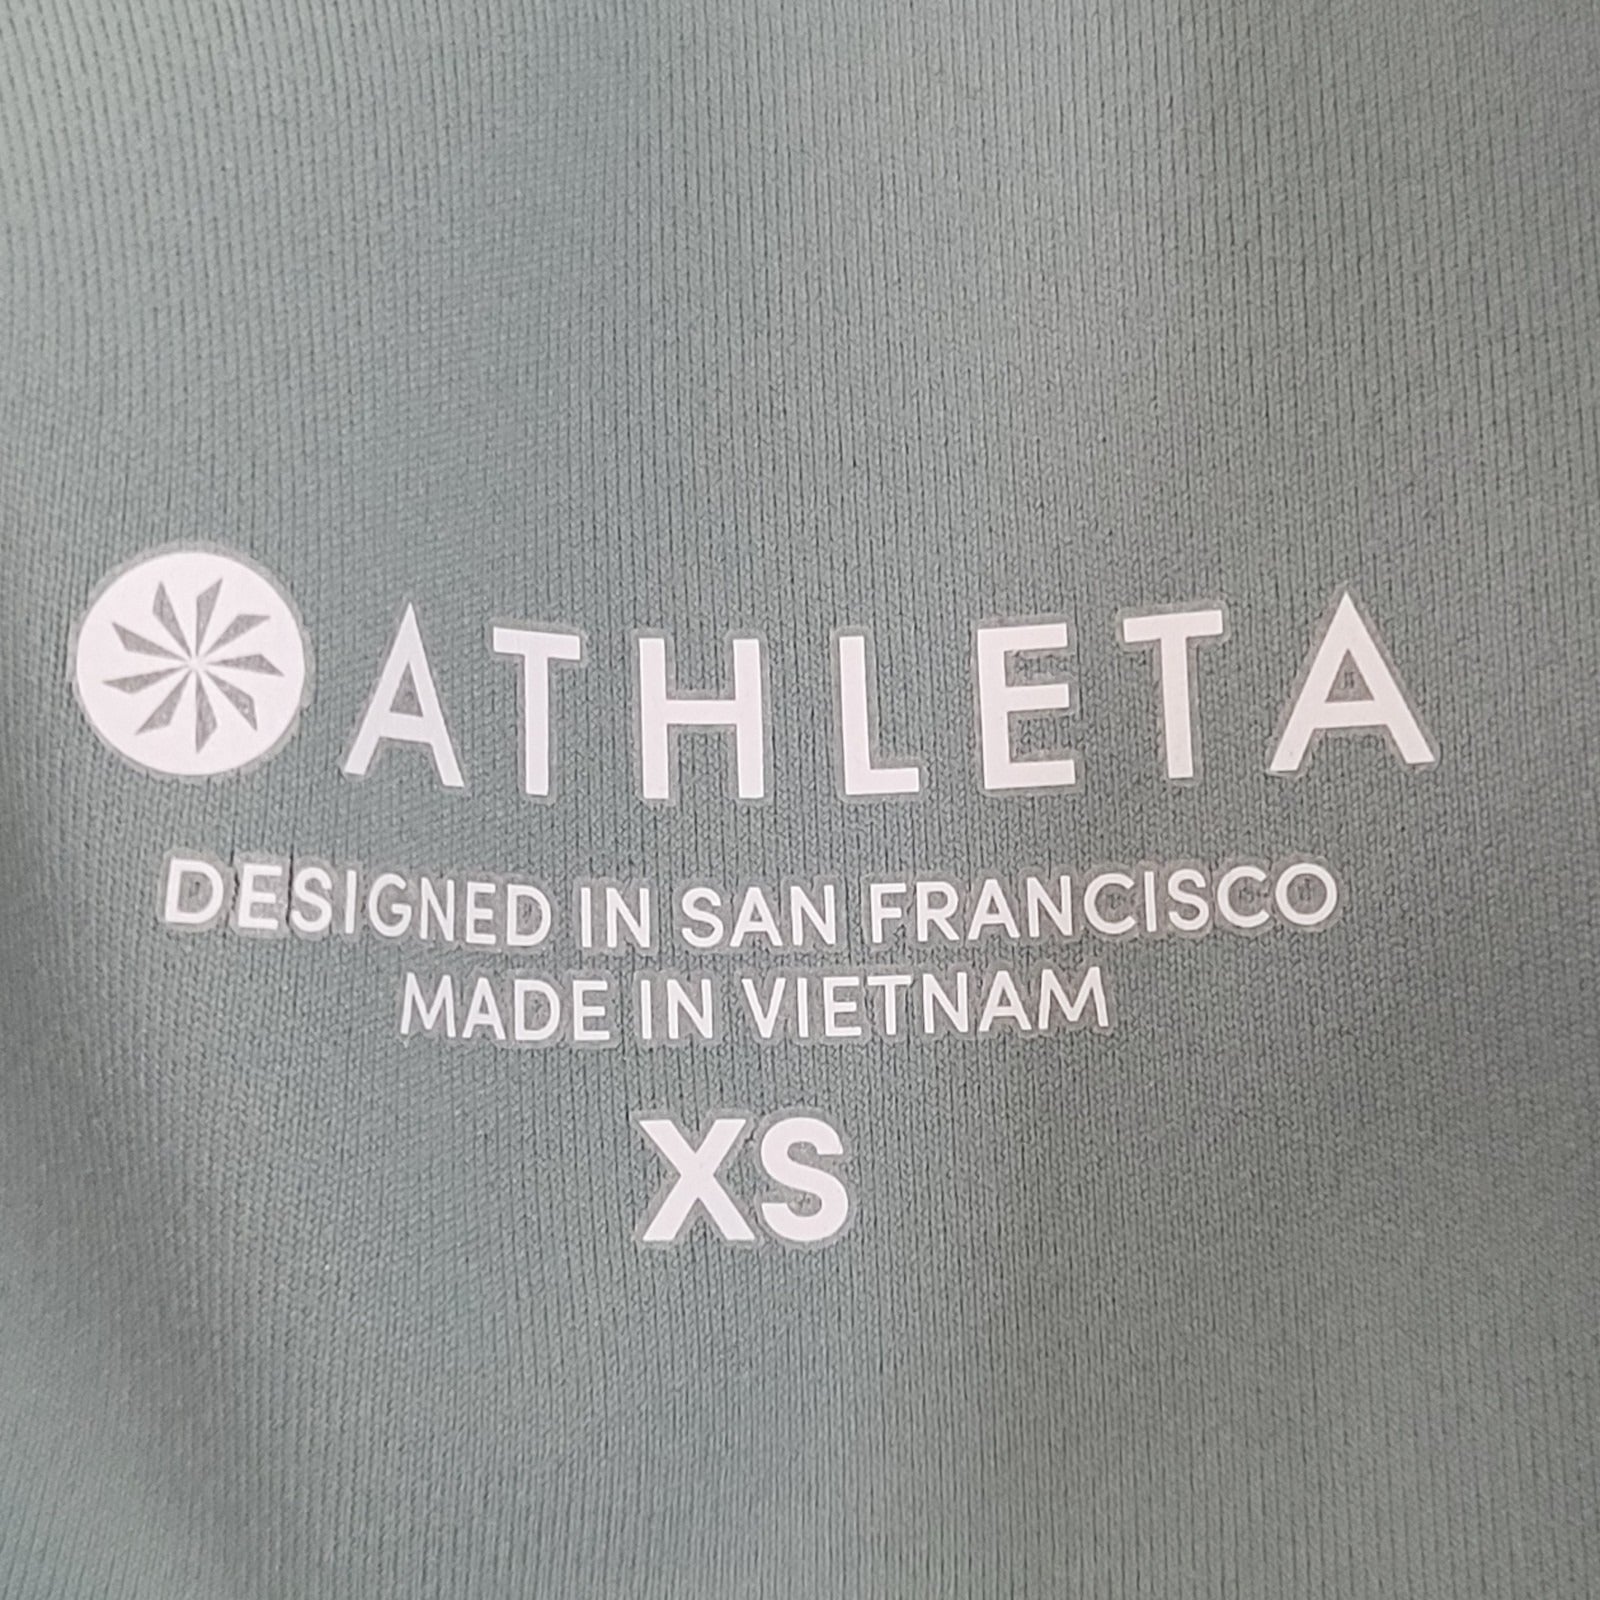 ATHLETA
DESIGNED IN SAN FRANCISCO
MADE IN VIETNAM
XS